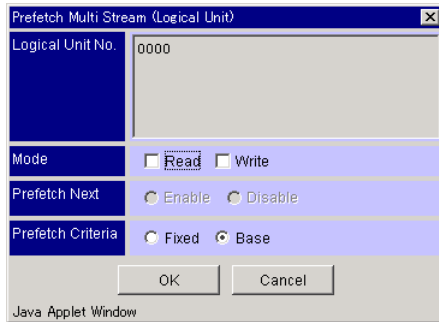 Prefetch Multi Stream (Logical Unit)
Logical Unit No. 0000
Mode Read Write
Prefetch Next Enable Disable
Prefetch Criteria Fixed Base
OK Cancel
Java Applet Window